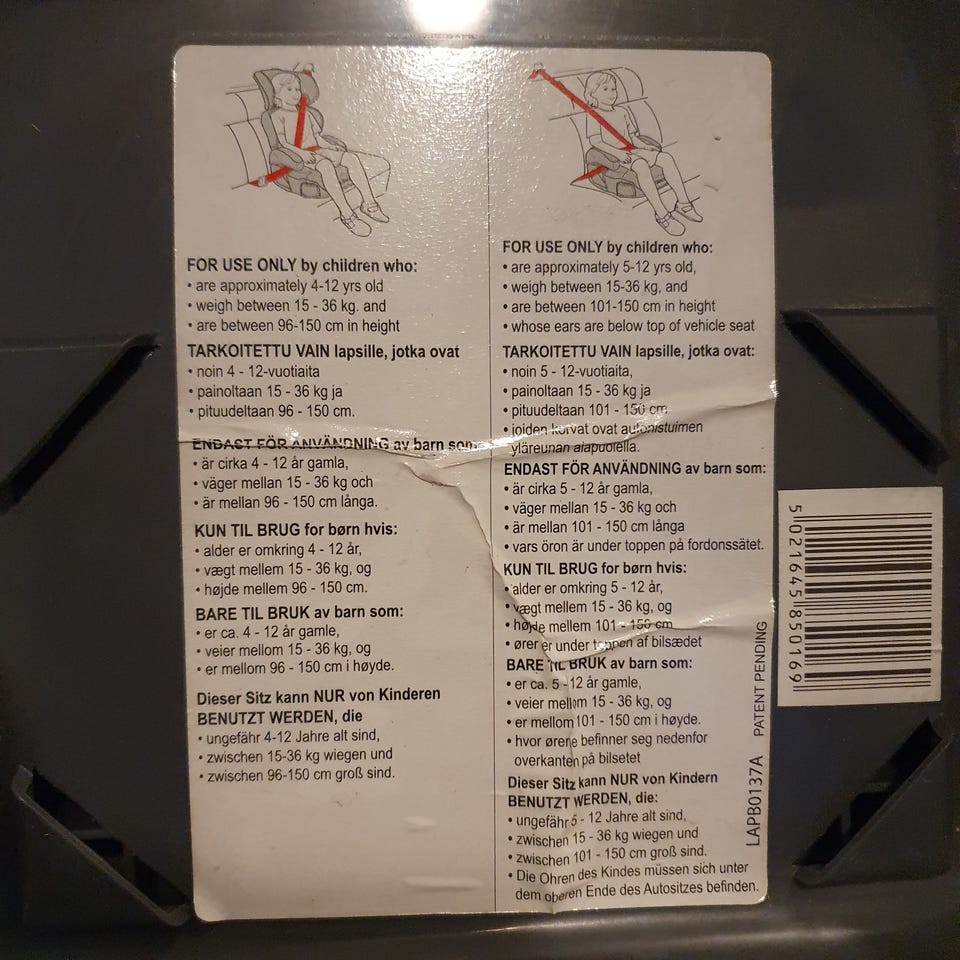 FOR USE ONLY by children who:
• are approximately 4-12 yrs old
• weigh between 15 - 36 kg. and
• are between 96-150 cm in height
TARKOITETTU VAIN lapsille, jotka ovat
• noin 4 - 12-vuotiaita
• painoltaan 15 - 36 kg ja
• pituudeltaan 96 - 150 cm.
ENDAST FÖR ANVÄNDNING av barn som
• är cirka 4 - 12 år gamla,
• väger mellan 15 - 36 kg och
• är mellan 96 - 150 cm långa.
KUN TIL BRUG for børn hvis:
• alder er omkring 4 - 12 år,
• vægt mellem 15 - 36 kg, og
• højde mellem 96 - 150 cm.
BARE TIL BRUK av barn som:
• er ca. 4 - 12 år gamle,
• veier mellom 15 - 36 kg, og
• er mellom 96 - 150 cm i høyde.
Dieser Sitz kann NUR von Kinderen
BENUTZT WERDEN, die
• ungefähr 4-12 Jahre alt sind,
• zwischen 15-36 kg wiegen und
• zwischen 96-150 cm groß sind.
FOR USE ONLY by children who:
• are approximately 5-12 yrs old,
• weigh between 15-36 kg, and
• are between 101-150 cm in height
• whose ears are below top of vehicle seat
TARKOITETTU VAIN lapsille, jotka ovat:
• noin 5 - 12-vuotiaita,
• painoltaan 15 - 36 kg ja
• pituudeltaan 101 - 150 cm
• joiden korvat ovat autonistuimen
yläreunan alapuolella.
ENDAST FÖR ANVÄNDNING av barn som:
• är cirka 5 - 12 år gamla,
• väger mellan 15 - 36 kg och
• är mellan 101 - 150 cm långa
• vars öron är under toppen på fordonssätet.
KUN TIL BRUG for børn hvis:
• alder er omkring 5 - 12 år,
• vægt mellem 15 - 36 kg, og
• højde mellem 101 - 150 cm
• ører er under toppen af bilsædet
BARE TIL BRUK av barn som:
• er ca. 5 - 12 år gamle,
• veier mellom 15 - 36 kg, og
• er mellom 101 - 150 cm i høyde.
• hvor ørene befinner seg nedenfor
overkanten på bilsetet
Dieser Sitz kann NUR von Kindern
BENUTZT WERDEN, die:
• ungefähr 5 - 12 Jahre alt sind,
• zwischen 15 - 36 kg wiegen und
• zwischen 101 - 150 cm groß sind.
• Die Ohren des Kindes müssen sich unter
dem oberen Ende des Autositzes befinden.
LAPB0137A PATENT PENDING
5 021645 850169